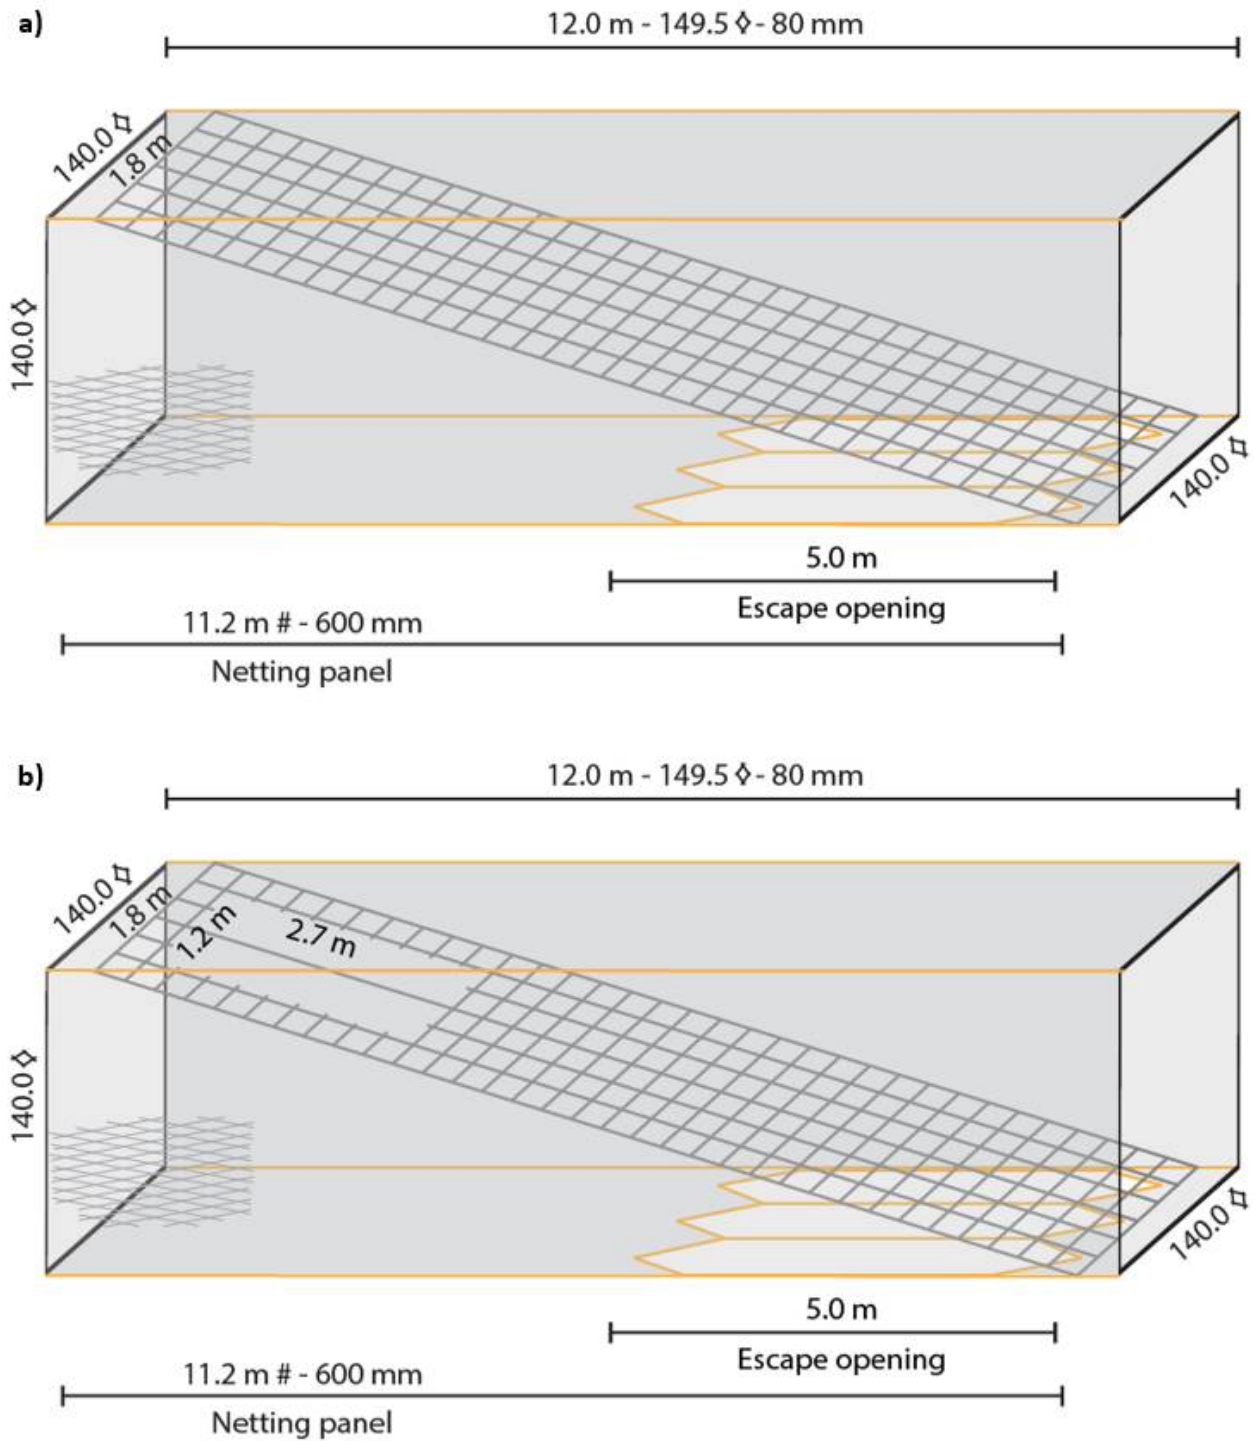 a)
12.0 m - 149.5 ◊ - 80 mm
140.0 ◊
1.8 m
140.0 ◊
140.0 ◊
5.0 m
Escape opening
11.2 m # - 600 mm
Netting panel
b)
12.0 m - 149.5 ◊ - 80 mm
140.0 ◊
1.8 m
1.2 m
2.7 m
140.0 ◊
140.0 ◊
5.0 m
Escape opening
11.2 m # - 600 mm
Netting panel